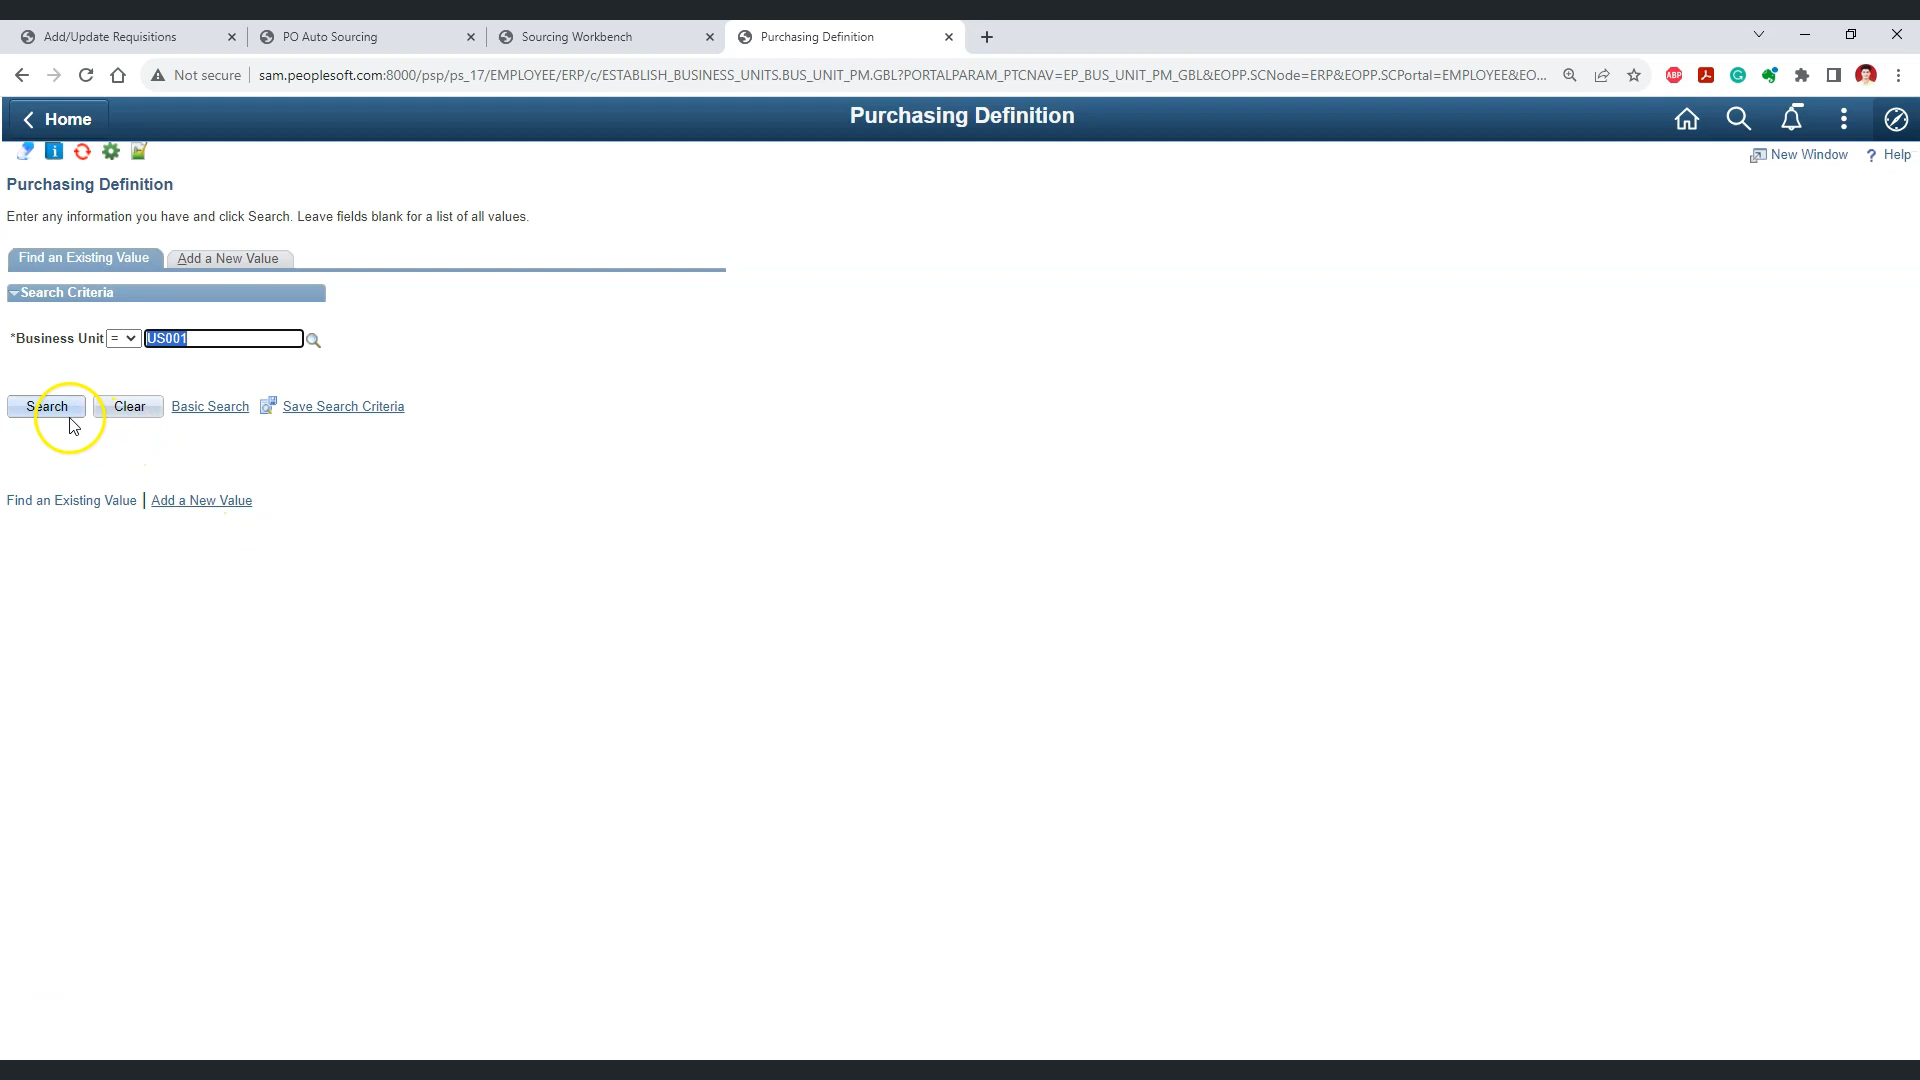 Add/Update Requisitions
PO Auto Sourcing
Sourcing Workbench
Purchasing Definition
Not secure
sam.peoplesoft.com:8000/psp/ps_17/EMPLOYEE/ERP/c/ESTABLISH_BUSINESS_UNITS.BUS_UNIT_PM.GBL?PORTALPARAM_PTCNAV=EP_BUS_UNIT_PM_GBL&EOPP.SCNode=ERP&EOPP.SCPortal=EMPLOYEE&EO...
ABP
Home
Purchasing Definition
New Window
? Help
Purchasing Definition
Enter any information you have and click Search. Leave fields blank for a list of all values.
Find an Existing Value
Add a New Value
Search Criteria
*Business Unit = US001
Search
Clear
Basic Search
Save Search Criteria
Find an Existing Value | Add a New Value